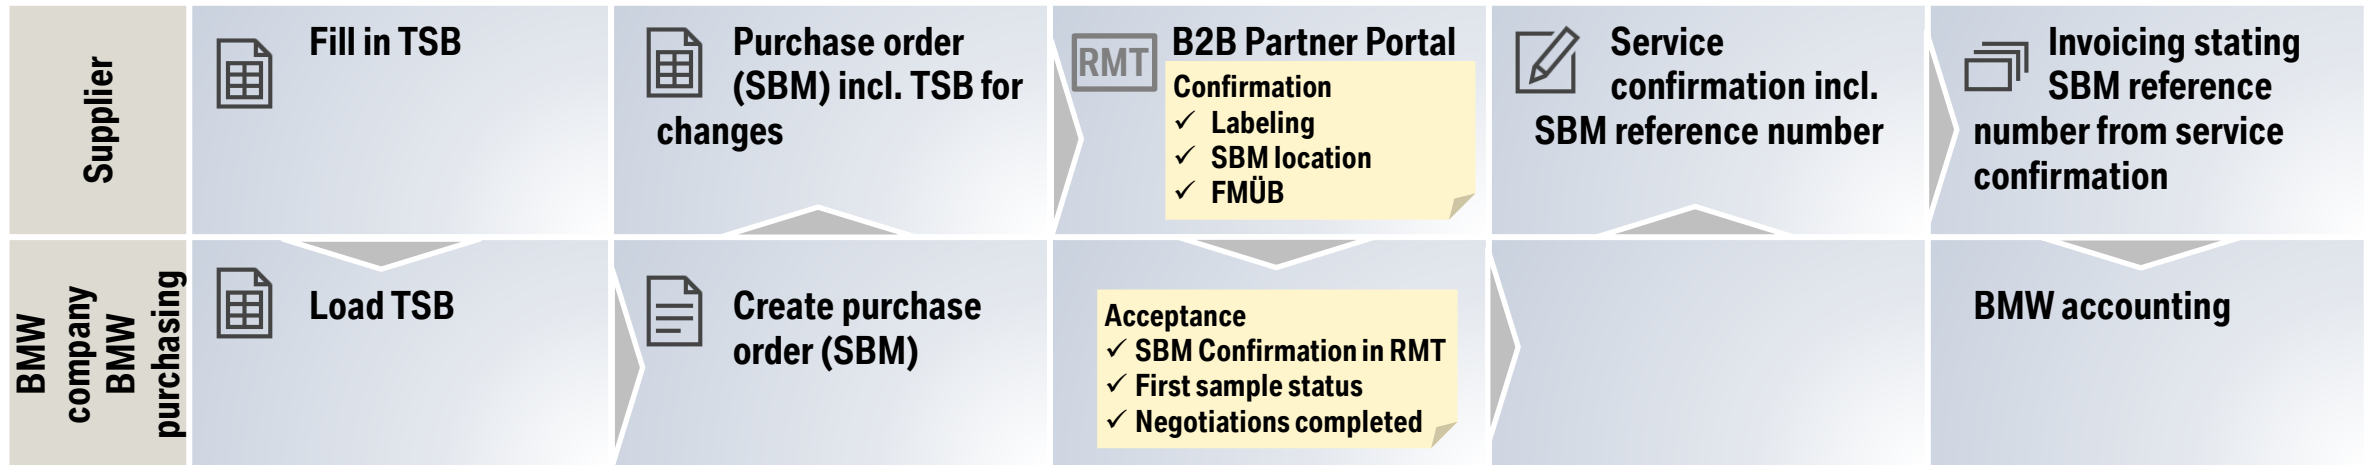 Supplier
Fill in TSB
Purchase order
(SBM) incl. TSB for
changes
RMT
B2B Partner Portal
Confirmation
✓ Labeling
✓ SBM location
✓ FMÜB
Service
confirmation incl.
SBM reference number
Invoicing stating
SBM reference
number from service
confirmation
BMW
company
BMW
purchasing
Load TSB
Create purchase
order (SBM)
Acceptance
✓ SBM Confirmation in RMT
✓ First sample status
✓ Negotiations completed
BMW accounting